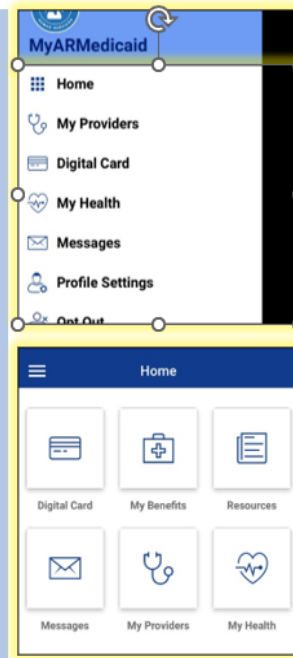 MyARMedicaid
Home
My Providers
Digital Card
My Health
Messages
Profile Settings
Opt Out
Home
Digital Card My Benefits Resources
Messages My Providers My Health